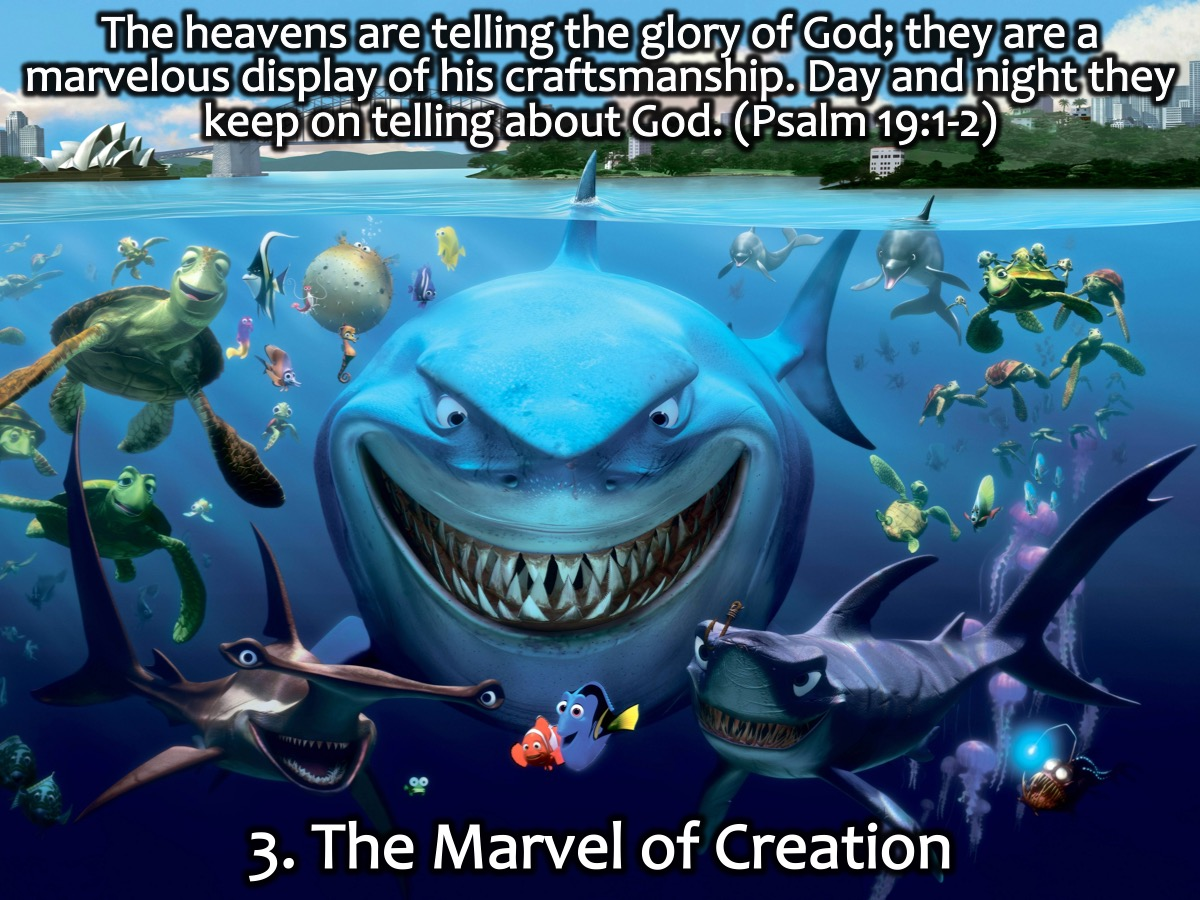 The heavens are telling the glory of God; they are a
marvelous display of his craftsmanship. Day and night they
keep on telling about God. (Psalm 19:1-2)
3. The Marvel of Creation